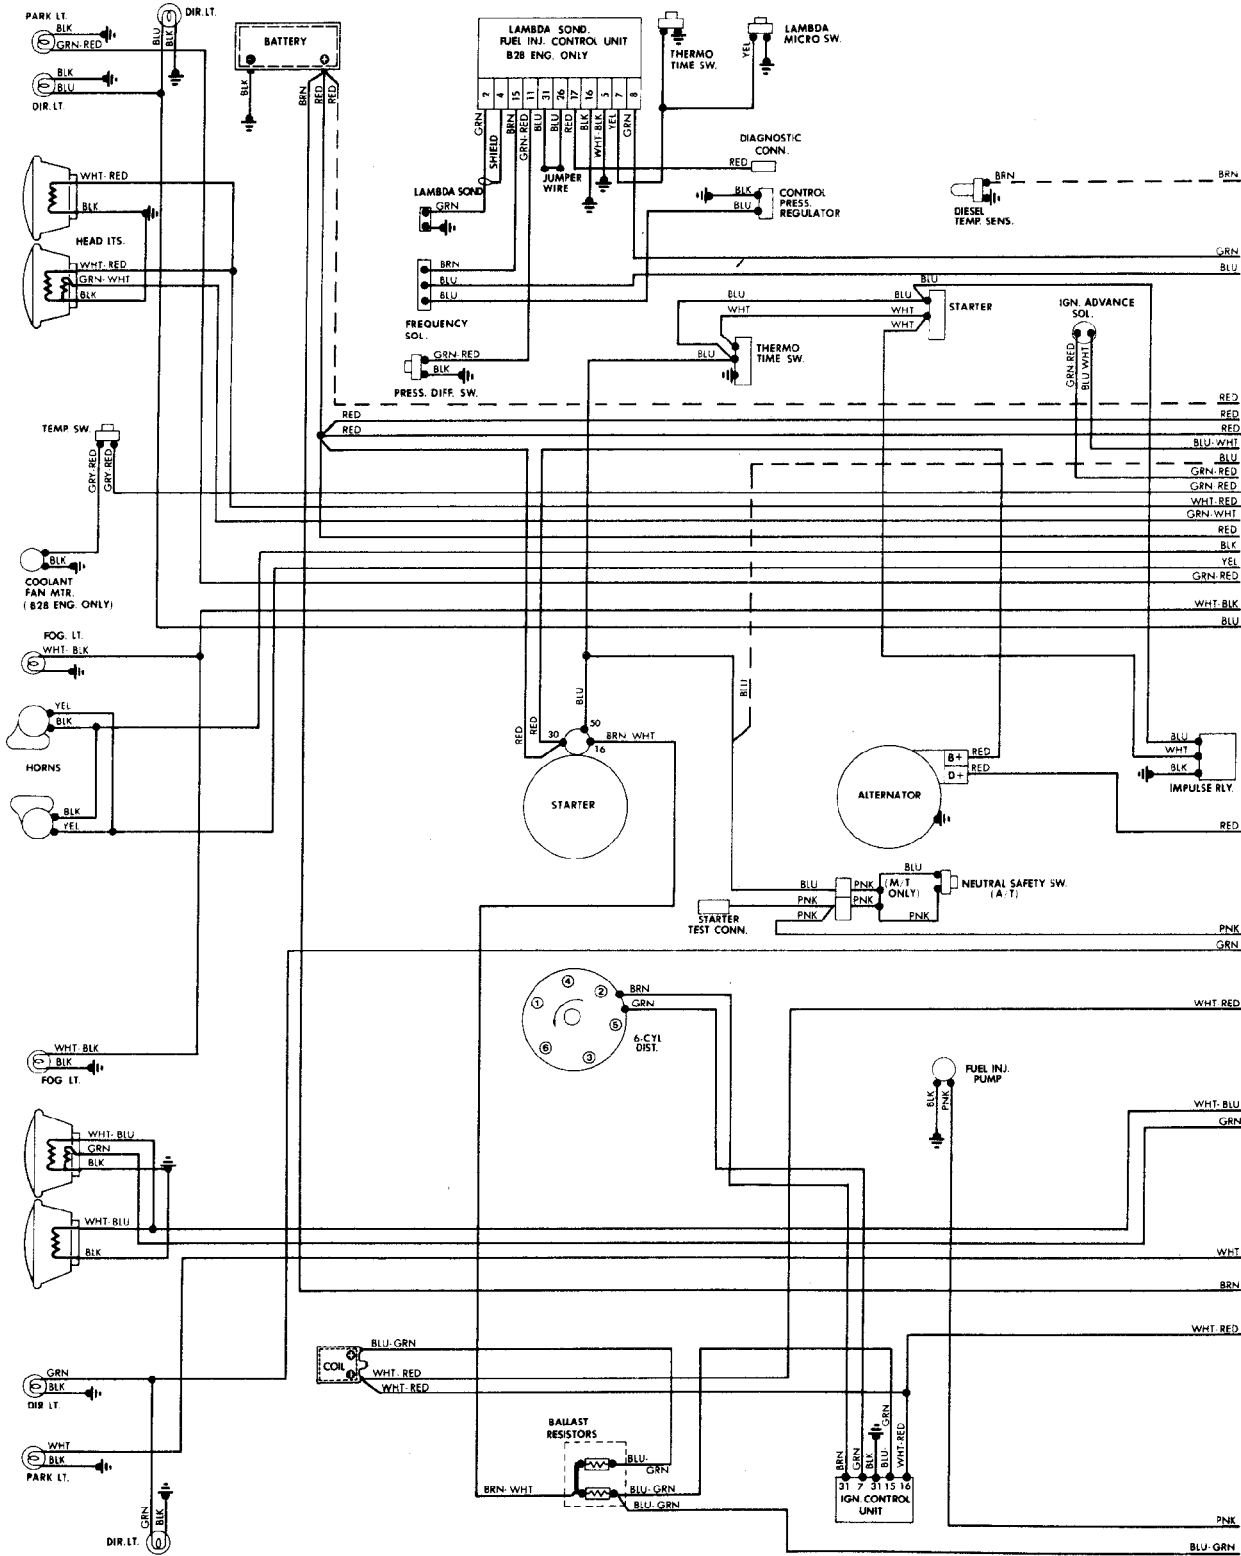 PARK LT.
BLK
GRN-RED
DIR. LT.
BLU
BLK
BLK
BLU
DIR. LT.
BATTERY
BLK
BRN
RED
RED
LAMBDA SOND.
FUEL INJ. CONTROL UNIT
B28 ENG. ONLY
2 4 15 11 31 26 17 16 5 7 8
GRN
SHIELD
BRN
GRN-RED
BLU
BLU
RED
BLK
WHT-BLK
YEL
GRN
THERMO
TIME SW.
YEL
LAMBDA
MICRO SW.
DIAGNOSTIC
CONN.
RED
JUMPER
WIRE
LAMBDA SOND
GRN
BLK
BLU
CONTROL
PRESS.
REGULATOR
BRN
DIESEL
TEMP. SENS.
BRN
WHT-RED
BLK
HEAD LTS.
WHT-RED
GRN-WHT
BLK
BRN
BLU
BLU
FREQUENCY
SOL.
GRN-RED
BLK
PRESS. DIFF. SW.
GRN
BLU
BLU
BLU
BLU
WHT
WHT
WHT
STARTER
BLU
THERMO
TIME SW.
IGN. ADVANCE
SOL.
GRN-RED
BLU WHT
RED
RED
TEMP. SW.
GRY-RED
GRY-RED
RED
RED
RED
BLU-WHT
BLU
GRN-RED
GRN-RED
WHT-RED
GRN-WHT
RED
BLK
YEL
GRN-RED
WHT-BLK
BLU
BLK
COOLANT
FAN MTR.
(B28 ENG. ONLY)
FOG. LT.
WHT-BLK
YEL
BLK
HORNS
BLK
YEL
RED
RED
BLU
30
50
16
BRN WHT
STARTER
BLU
ALTERNATOR
B+
D+
RED
RED
BLU
WHT
BLK
IMPULSE RLY.
RED
BLU
PNK
PNK
PNK
PNK
STARTER
TEST CONN.
(M/T
ONLY)
BLU
PNK
NEUTRAL SAFETY SW.
(A/T)
PNK
GRN
1
4
2
5
3
6
BRN
GRN
6-CYL
DIST.
WHT-RED
WHT-BLK
BLK
FOG LT.
FUEL INJ.
PUMP
BLK
PNK
WHT-BLU
GRN
WHT-BLU
GRN
BLK
WHT-BLU
BLK
WHT
BRN
WHT-RED
COIL
BLU-GRN
WHT-RED
WHT-RED
GRN
BLK
DIR LT.
WHT
BLK
PARK LT.
GRN
BLK
DIR. LT.
BALLAST
RESISTORS
BLU-
GRN
BRN-WHT
BLU-GRN
BLU-GRN
BRN
GRN
BLK
BLU-
GRN
WHT-RED
31 7 31 15 16
IGN. CONTROL
UNIT
PNK
BLU-GRN